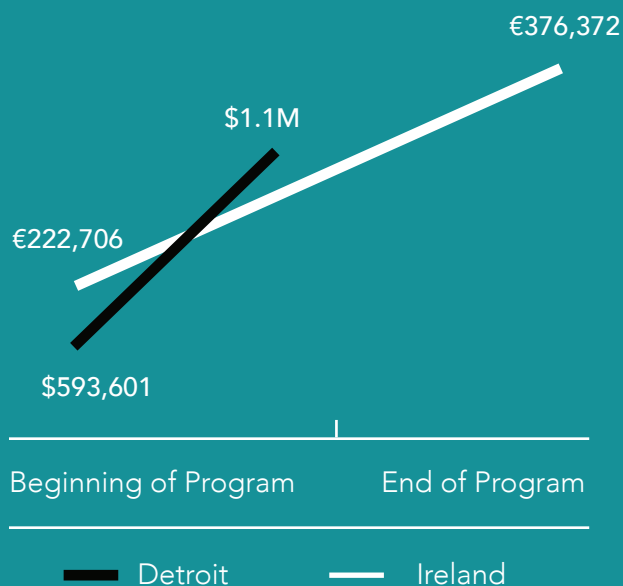 €376,372
$1.1M
€222,706
$593,601
Beginning of Program
End of Program
Detroit
Ireland